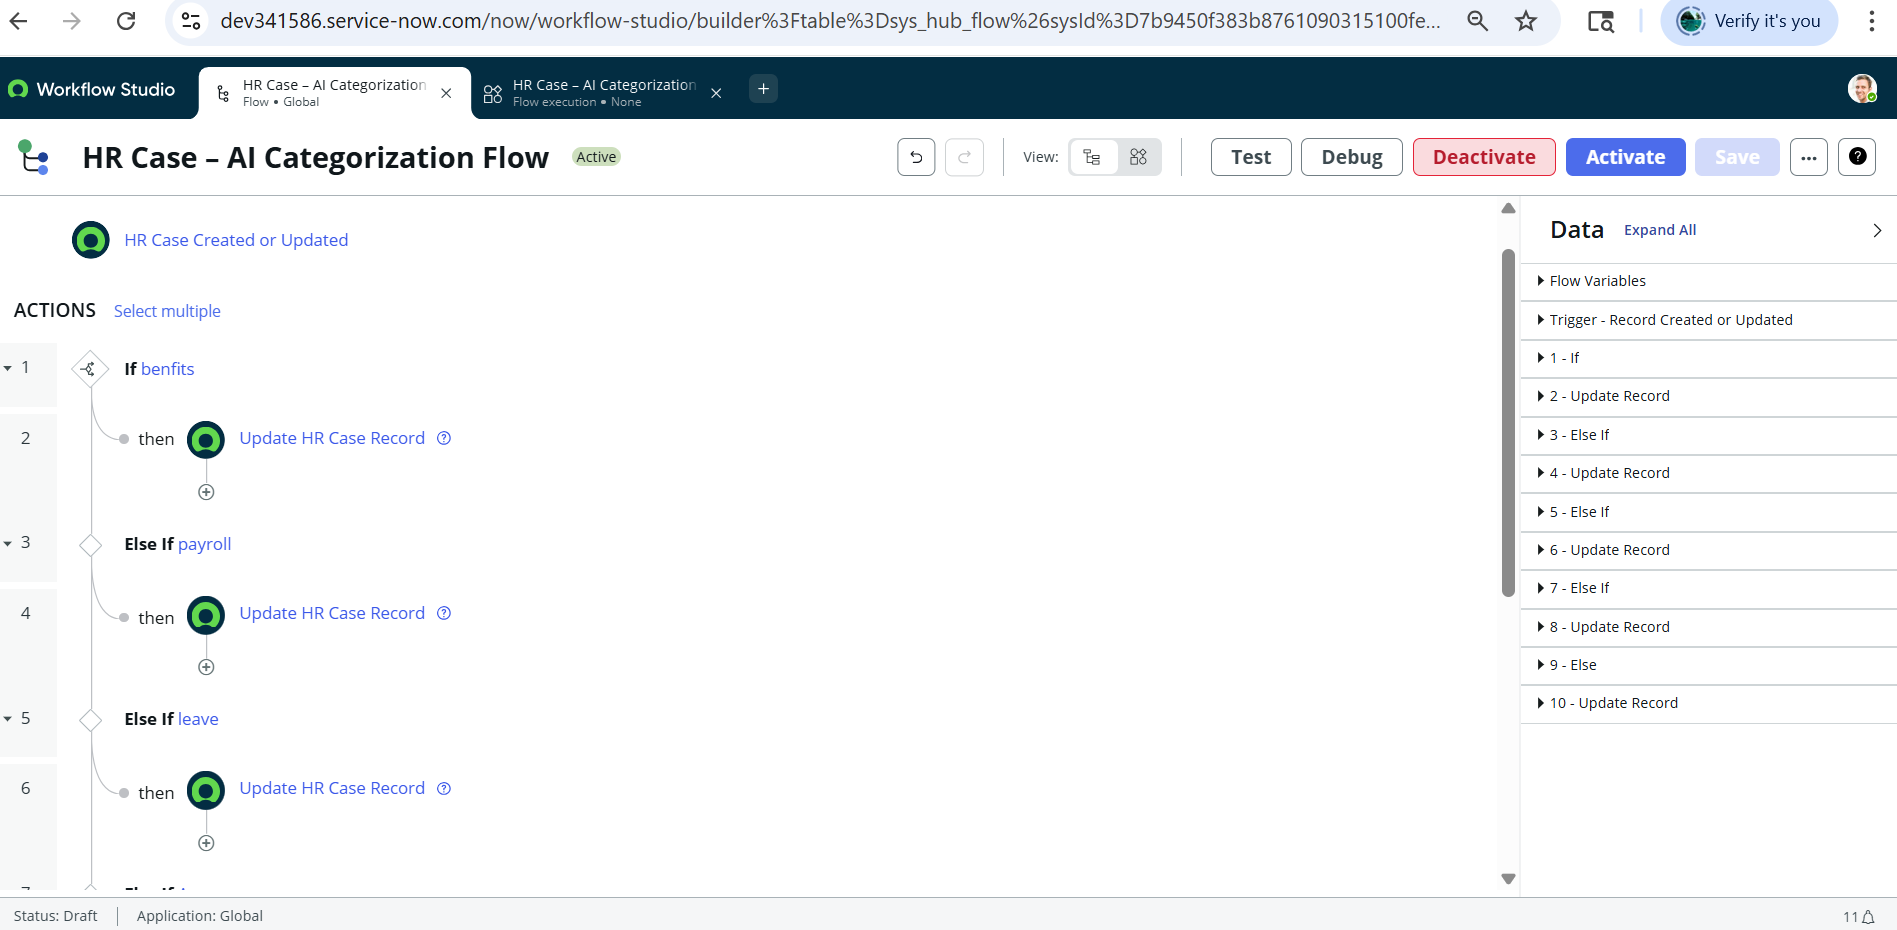 dev341586.service-now.com/now/workflow-studio/builder%3Ftable%3Dsys_hub_flow%26sysId%3D7b9450f383b8761090315100fe...
Verify it's you
Workflow Studio
HR Case – AI Categorization
Flow • Global
HR Case – AI Categorization
Flow execution • None
HR Case – AI Categorization Flow
Active
View:
Test
Debug
Deactivate
Activate
Save
...
HR Case Created or Updated
ACTIONS
Select multiple
1
If benfits
2
then
Update HR Case Record
3
Else If payroll
4
then
Update HR Case Record
5
Else If leave
6
then
Update HR Case Record
Data
Expand All
Flow Variables
Trigger - Record Created or Updated
1 - If
2 - Update Record
3 - Else If
4 - Update Record
5 - Else If
6 - Update Record
7 - Else If
8 - Update Record
9 - Else
10 - Update Record
Status: Draft
Application: Global
11